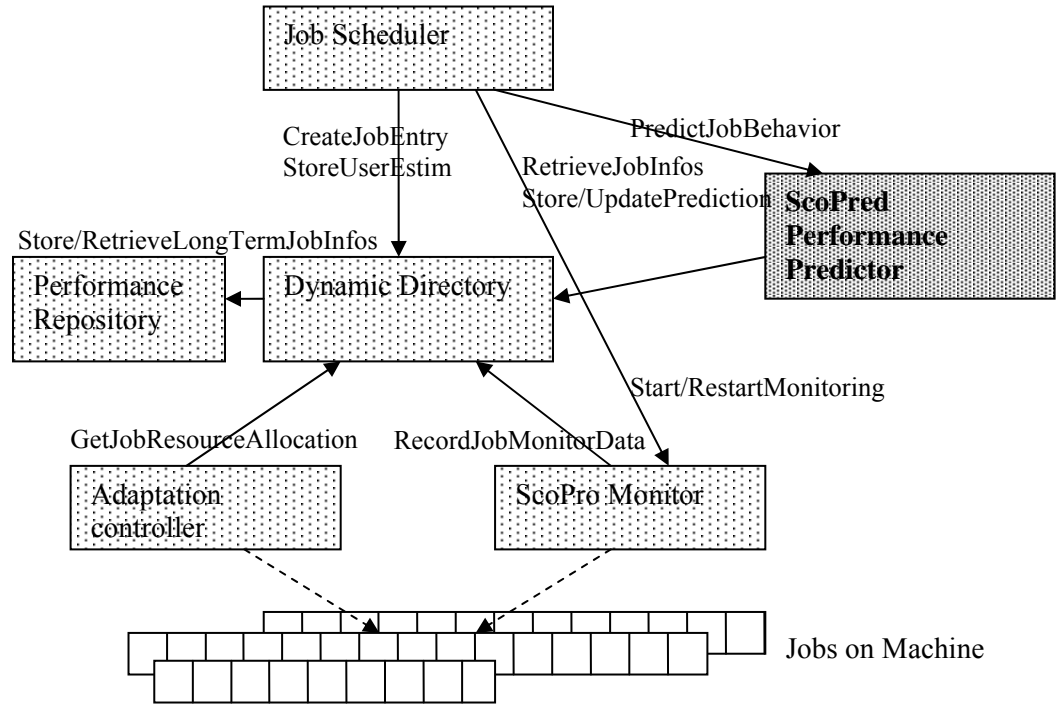 Job Scheduler
CreateJobEntry
StoreUserEstim
PredictJobBehavior
RetrieveJobInfos
Store/UpdatePrediction
ScoPred
Performance
Predictor
Store/RetrieveLongTermJobInfos
Performance
Repository
Dynamic Directory
Start/RestartMonitoring
GetJobResourceAllocation
RecordJobMonitorData
Adaptation
controller
ScoPro Monitor
Jobs on Machine